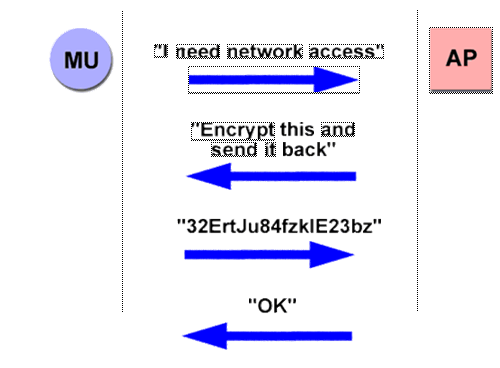 MU
AP
"I need network access"
"Encrypt this and
send it back"
"32ErtJu84fzklE23bz"
"OK"